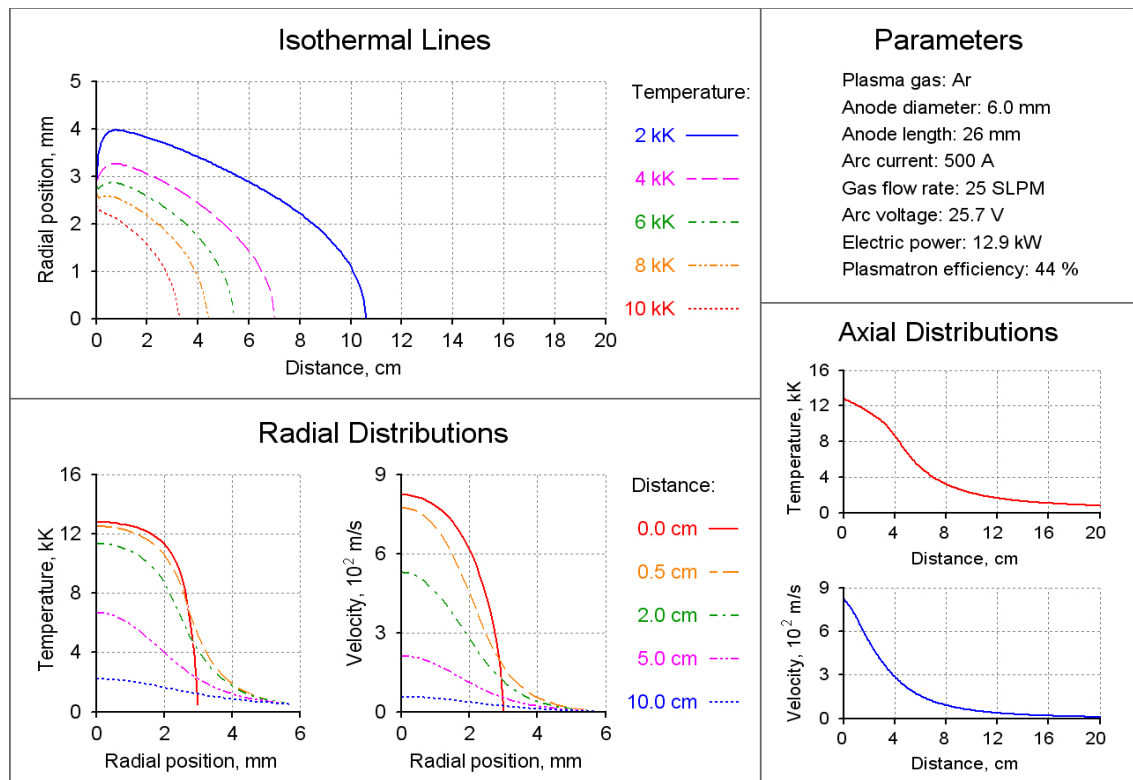 Isothermal Lines
5
4
3
2
1
0
Radial position, mm
0 2 4 6 8 10 12 14 16 18 20
Distance, cm
Temperature:
2 kK
4 kK
6 kK
8 kK
10 kK
Parameters
Plasma gas: Ar
Anode diameter: 6.0 mm
Anode length: 26 mm
Arc current: 500 A
Gas flow rate: 25 SLPM
Arc voltage: 25.7 V
Electric power: 12.9 kW
Plasmatron efficiency: 44 %
Radial Distributions
16
12
8
4
0
Temperature, kK
0 2 4 6
Radial position, mm
9
6
3
0
Velocity, 10² m/s
0 2 4 6
Radial position, mm
Distance:
0.0 cm
0.5 cm
2.0 cm
5.0 cm
10.0 cm
Axial Distributions
16
12
8
4
0
Temperature, kK
0 4 8 12 16 20
Distance, cm
9
6
3
0
Velocity, 10² m/s
0 4 8 12 16 20
Distance, cm